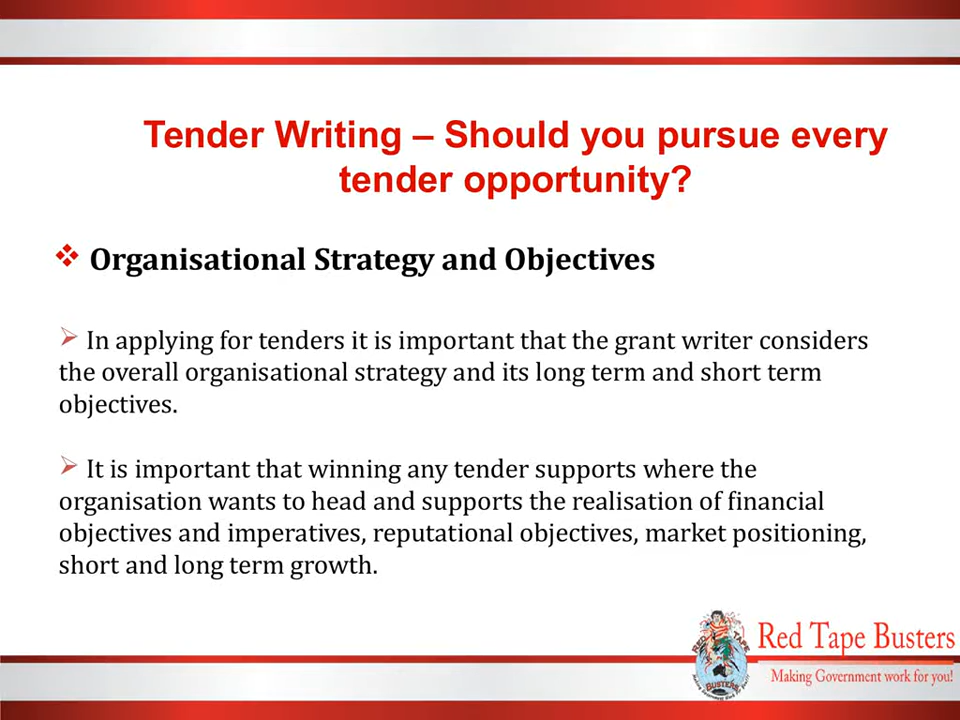 Tender Writing – Should you pursue every
tender opportunity?
Organisational Strategy and Objectives
In applying for tenders it is important that the grant writer considers
the overall organisational strategy and its long term and short term
objectives.
It is important that winning any tender supports where the
organisation wants to head and supports the realisation of financial
objectives and imperatives, reputational objectives, market positioning,
short and long term growth.
RED TAPE
BUSTERS
Red Tape Busters
Making Government work for you!